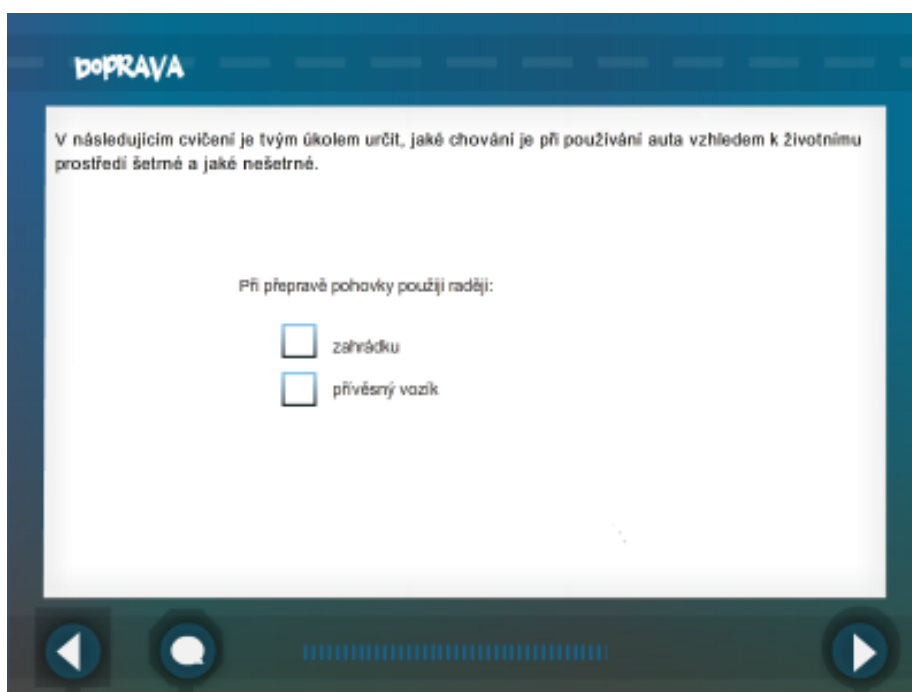 DOPRAVA
V následujícím cvičení je tvým úkolem určit, jaké chování je při používání auta vzhledem k životnímu
prostředí šetrné a jaké nešetrné.
Při přepravě pohovky použiji raději:
zahrádku
přívěsný vozík